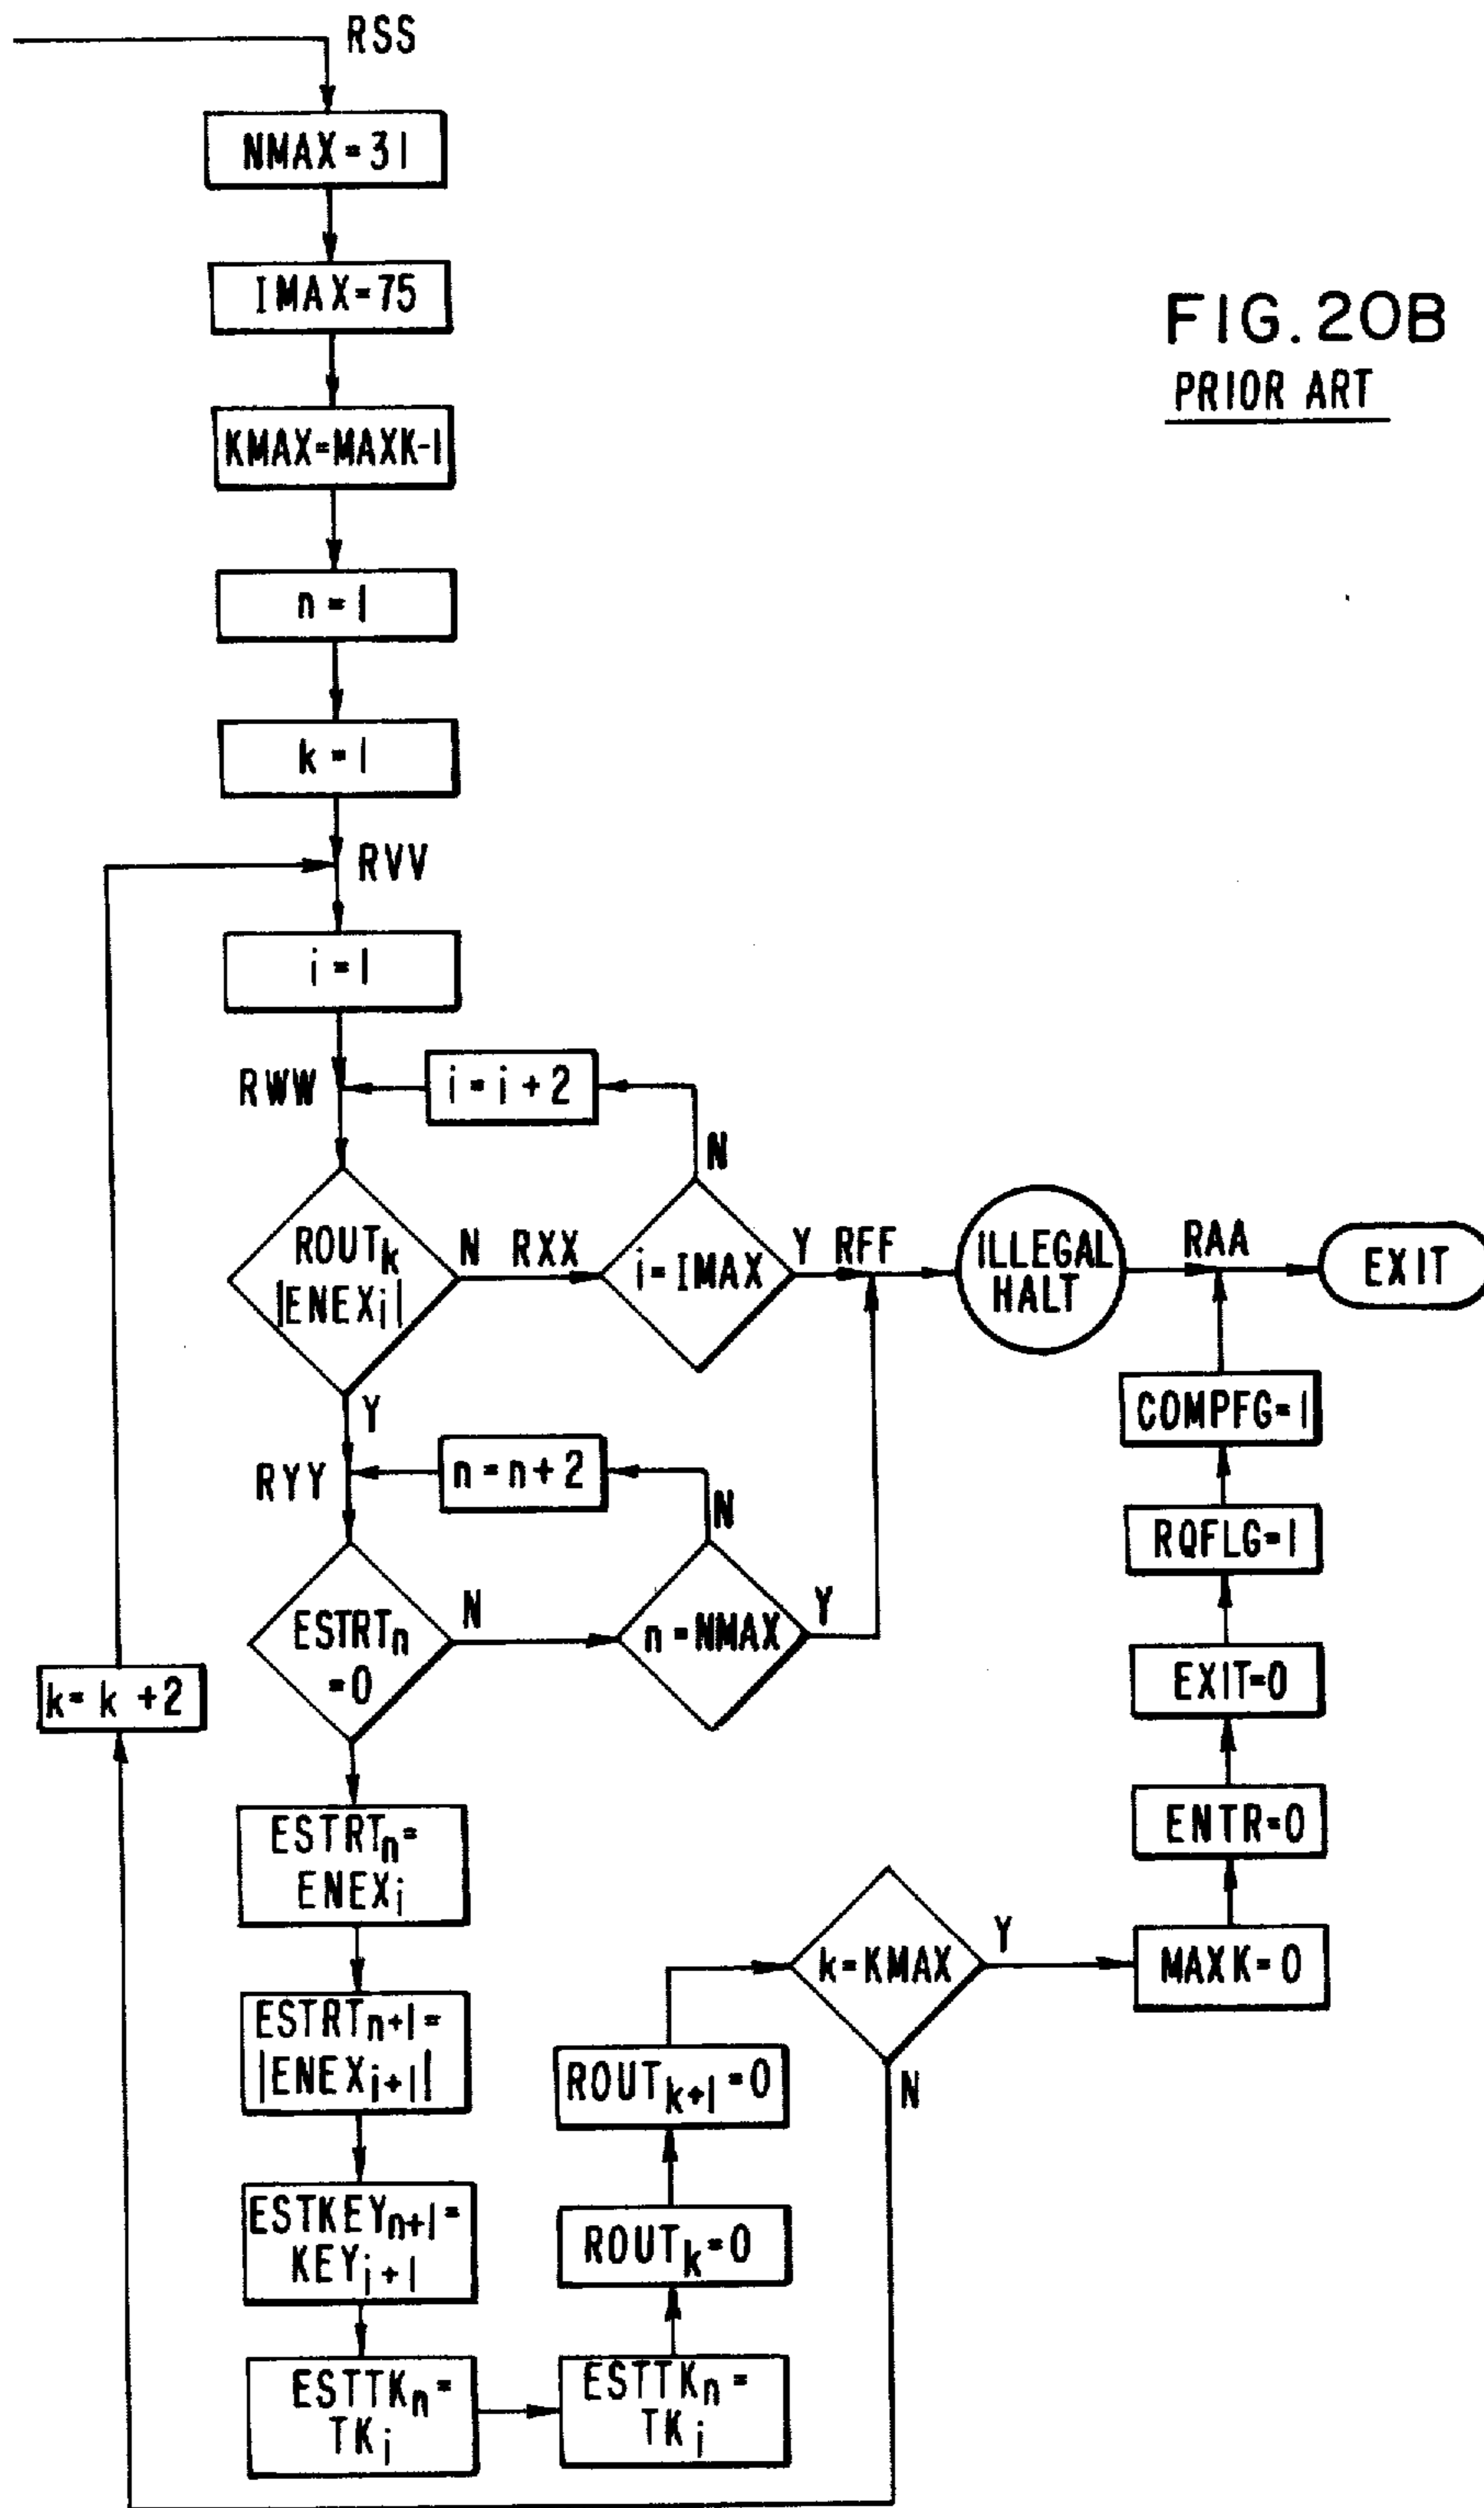 RSS
NMAX=31
IMAX=75
FIG. 20B
PRIOR ART
KMAX=MAXK-1
n=1
k=1
RVV
i=1
RWW
i=i+2
N
ROUTk
|ENEXi|
N RXX
i=IMAX
Y RFF
ILLEGAL
HALT
RAA
EXIT
Y
COMPFG=1
RYY
n=n+2
N
RQFLG=1
ESTRTn
=0
N
n=NMAX
Y
k=k+2
EXIT=0
ENTR=0
ESTRTn=
ENEXi
k=KMAX
Y
MAXK=0
ESTRTn+1=
|ENEXi+1|
ROUTk+1=0
N
ESTKEYn+1=
KEYi+1
ROUTk=0
ESTTKn=
TKi
ESTTKn=
TKi